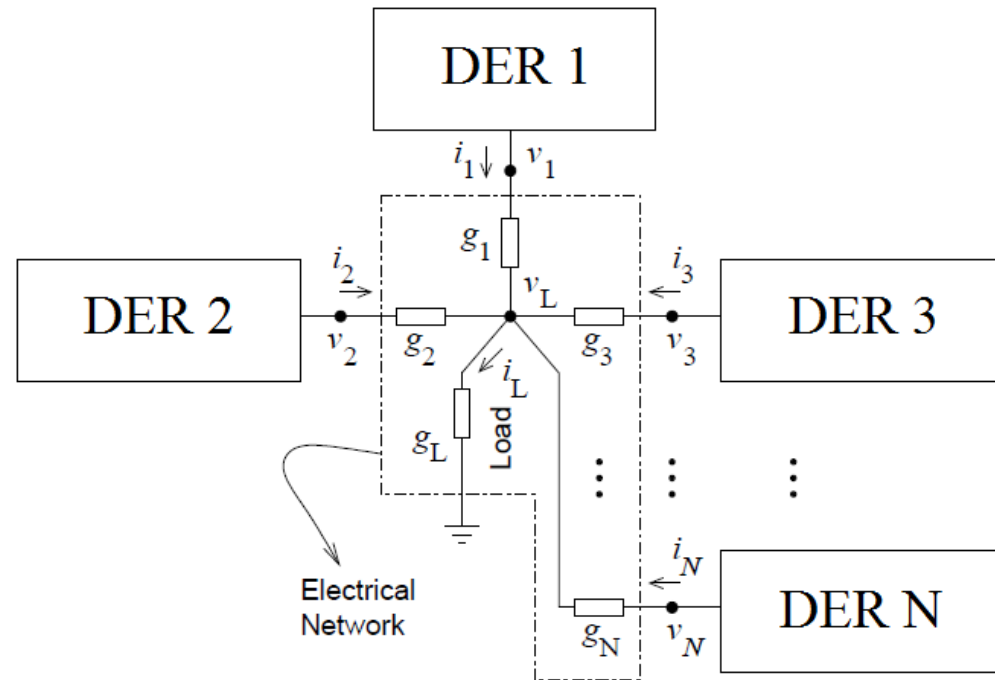 DER 1
i1
v1
g1
DER 2
i2
v2
g2
vL
g3
i3
v3
DER 3
iL
gL
Load
Electrical
Network
gN
iN
vN
DER N